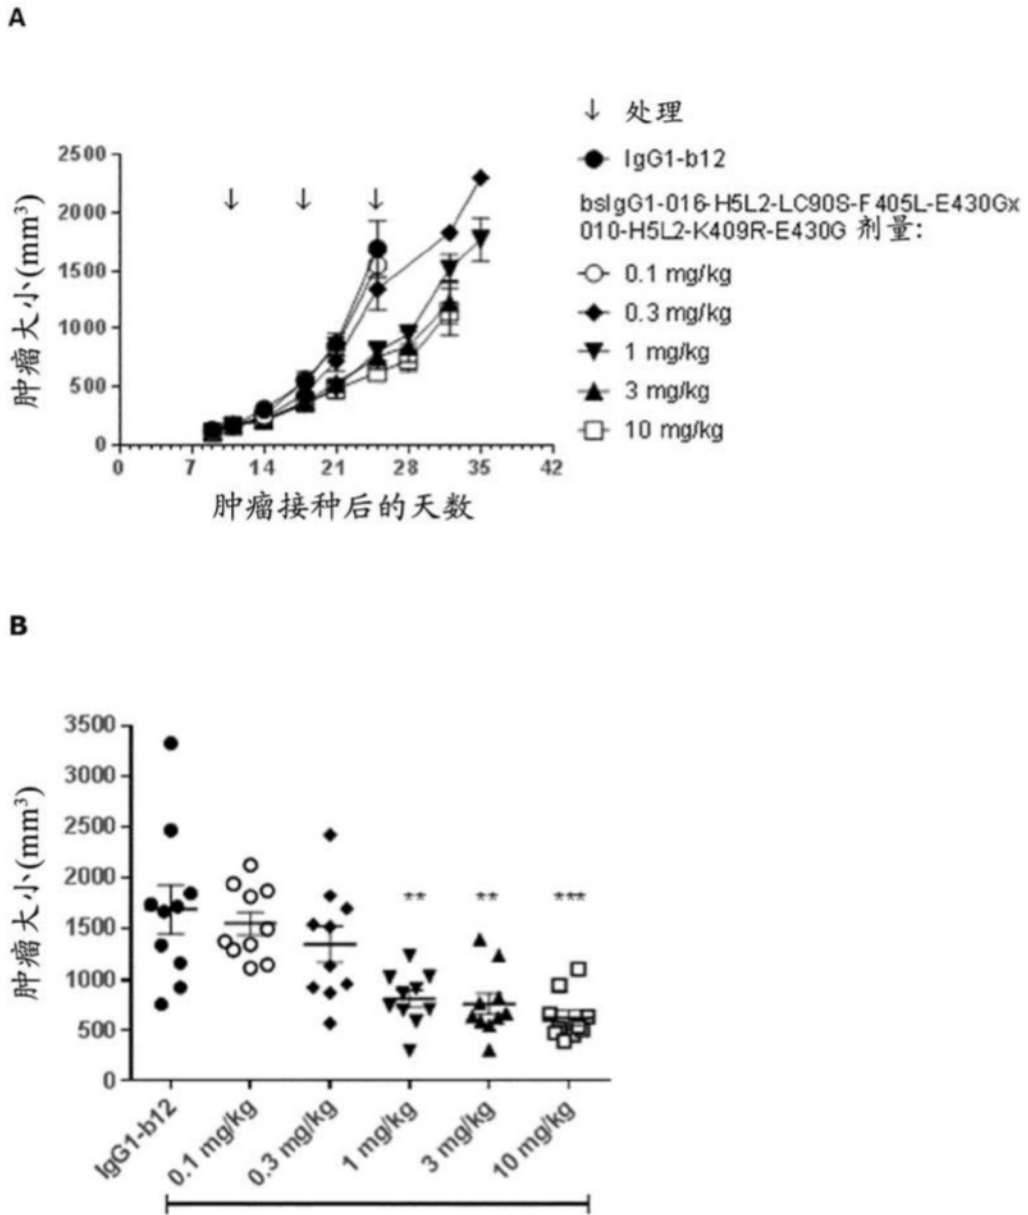 A
↓ 处理
IgG1-b12
bsIgG1-016-H5L2-LC90S-F405L-E430Gx
010-H5L2-K409R-E430G 剂量:
0.1 mg/kg
0.3 mg/kg
1 mg/kg
3 mg/kg
10 mg/kg
肿瘤大小(mm³)
2500
2000
1500
1000
500
0
0 7 14 21 28 35 42
肿瘤接种后的天数
B
肿瘤大小(mm³)
3500
3000
2500
2000
1500
1000
500
0
** ** ***
IgG1-b12
0.1 mg/kg
0.3 mg/kg
1 mg/kg
3 mg/kg
10 mg/kg